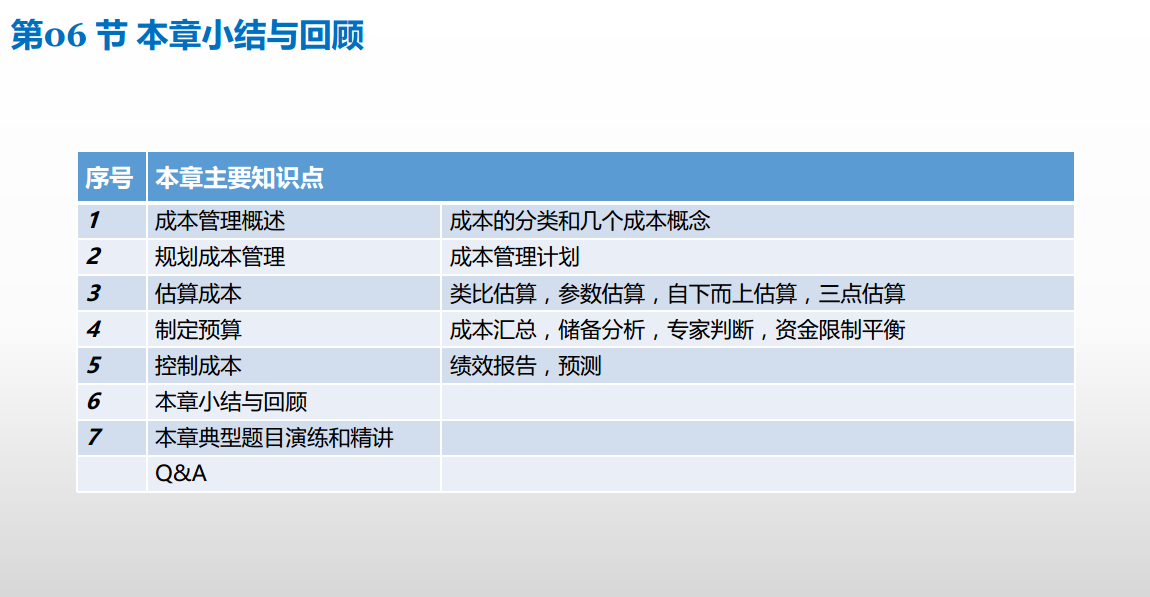 第06 节 本章小结与回顾
序号 本章主要知识点
1 成本管理概述 成本的分类和几个成本概念
2 规划成本管理 成本管理计划
3 估算成本 类比估算，参数估算，自下而上估算，三点估算
4 制定预算 成本汇总，储备分析，专家判断，资金限制平衡
5 控制成本 绩效报告，预测
6 本章小结与回顾
7 本章典型题目演练和精讲
Q&A